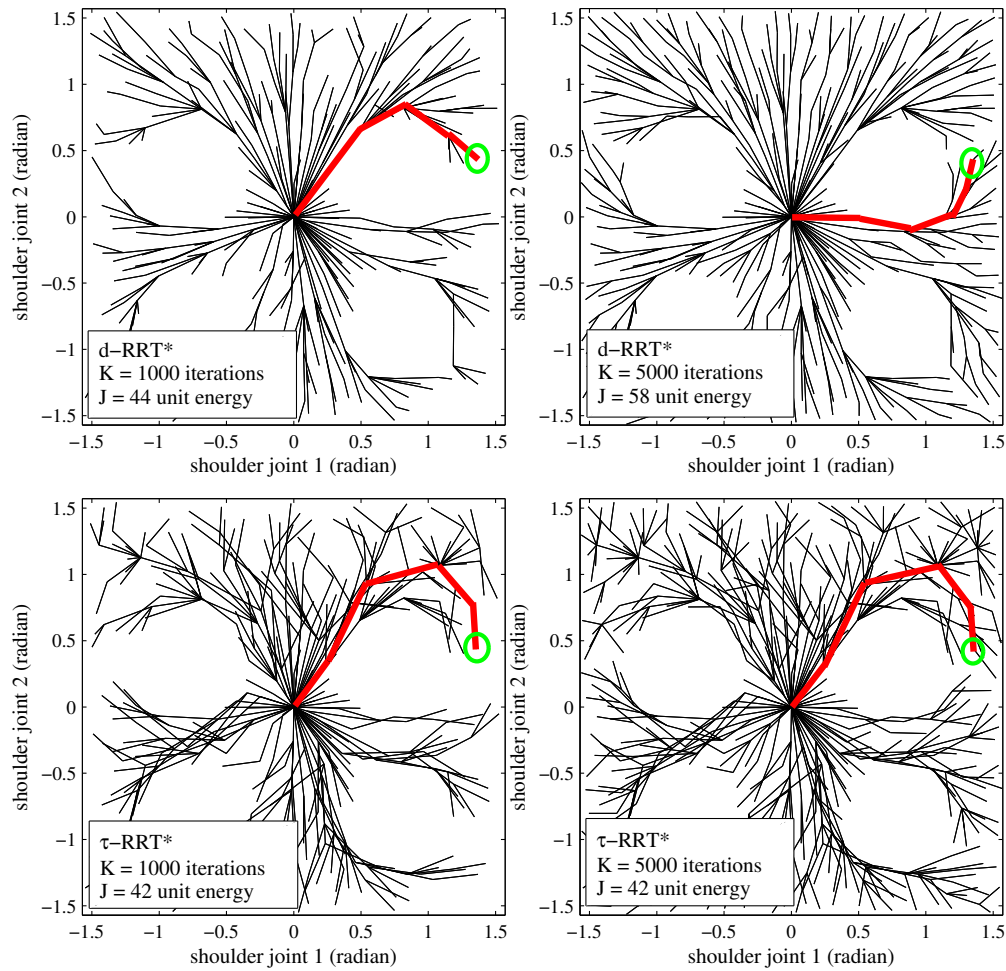 1.5
1
0.5
0
−0.5
−1
−1.5
shoulder joint 2 (radian)
d−RRT*
K = 1000 iterations
J = 44 unit energy
−1.5 −1 −0.5 0 0.5 1 1.5
shoulder joint 1 (radian)
1.5
1
0.5
0
−0.5
−1
−1.5
shoulder joint 2 (radian)
d−RRT*
K = 5000 iterations
J = 58 unit energy
−1.5 −1 −0.5 0 0.5 1 1.5
shoulder joint 1 (radian)
1.5
1
0.5
0
−0.5
−1
−1.5
shoulder joint 2 (radian)
τ−RRT*
K = 1000 iterations
J = 42 unit energy
−1.5 −1 −0.5 0 0.5 1 1.5
shoulder joint 1 (radian)
1.5
1
0.5
0
−0.5
−1
−1.5
shoulder joint 2 (radian)
τ−RRT*
K = 5000 iterations
J = 42 unit energy
−1.5 −1 −0.5 0 0.5 1 1.5
shoulder joint 1 (radian)